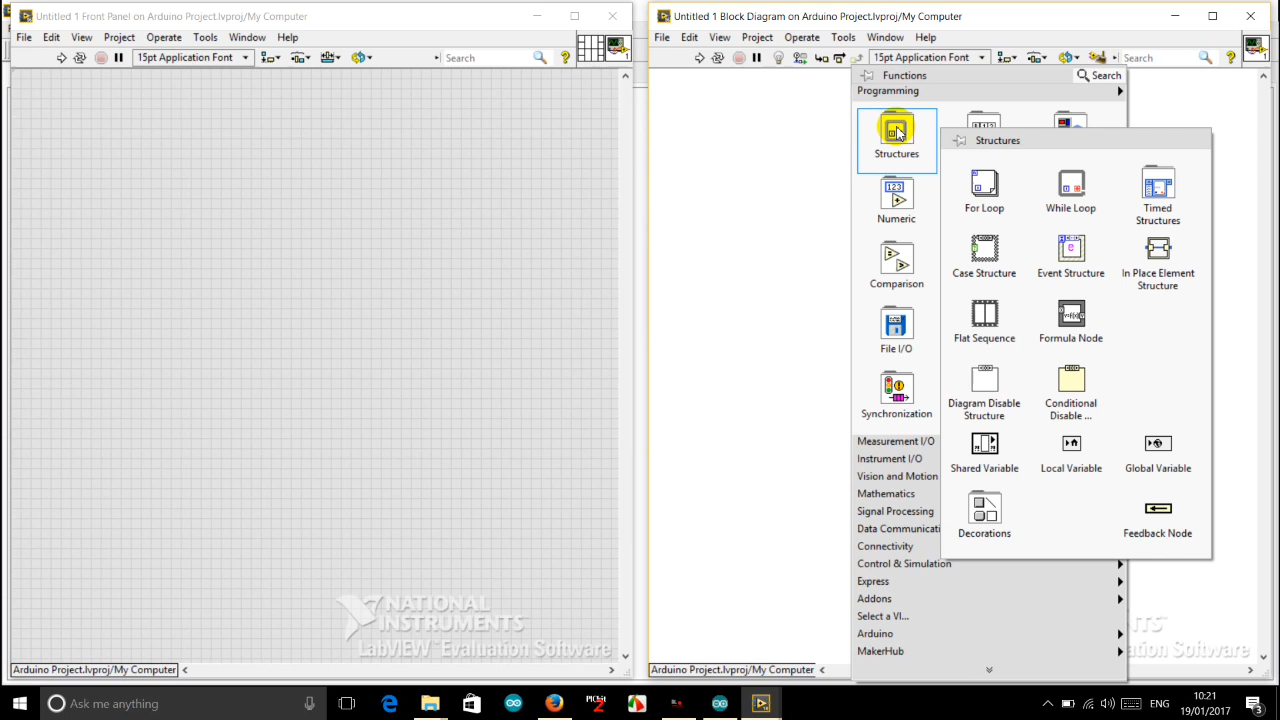 Untitled 1 Front Panel on Arduino Project.lvproj/My Computer
File Edit View Project Operate Tools Window Help
15pt Application Font
Search
NATIONAL
INSTRUMENTS
LabVIEW Evaluation Software
Arduino Project.lvproj/My Computer
Untitled 1 Block Diagram on Arduino Project.lvproj/My Computer
File Edit View Project Operate Tools Window Help
15pt Application Font
Search
Functions
Search
Programming
Structures
Numeric
Comparison
File I/O
Synchronization
Measurement I/O
Instrument I/O
Vision and Motion
Mathematics
Signal Processing
Data Communicati
Connectivity
Control & Simulation
Express
Addons
Select a VI...
Arduino
MakerHub
Structures
For Loop
While Loop
Timed
Structures
Case Structure
Event Structure
In Place Element
Structure
Flat Sequence
Formula Node
Diagram Disable
Structure
Conditional
Disable ...
Shared Variable
Local Variable
Global Variable
Decorations
Feedback Node
Software
Arduino Project.lvproj/My Computer
Ask me anything
ENG
10:21
19/01/2017
3